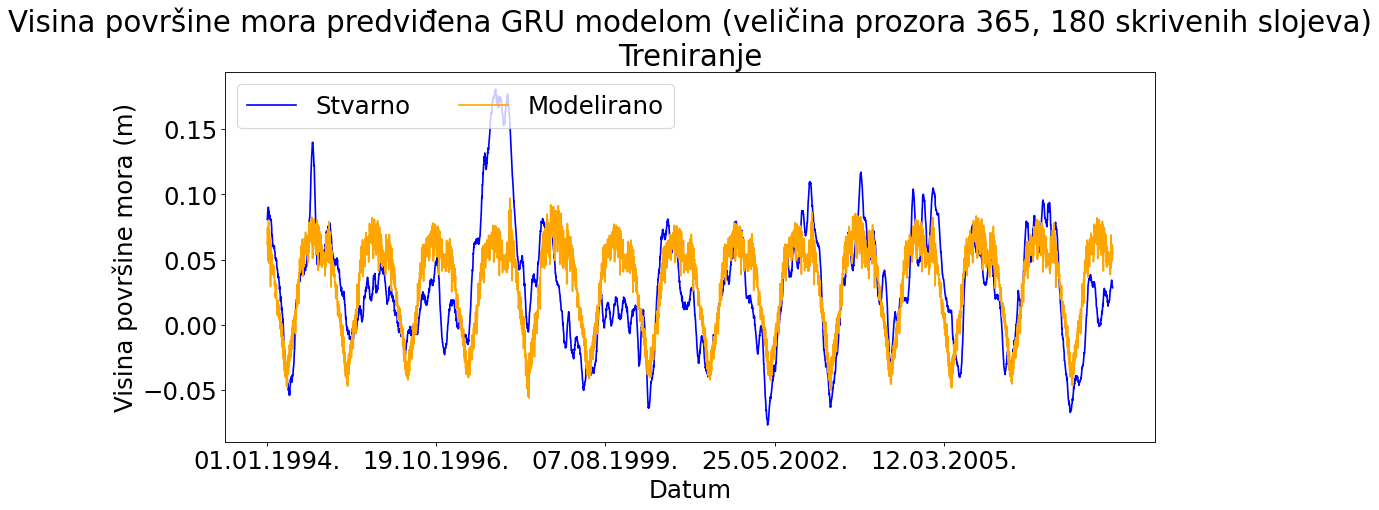 Visina površine mora predviđena GRU modelom (veličina prozora 365, 180 skrivenih slojeva)
Treniranje
Stvarno
Modelirano
Visina površine mora (m)
0.15
0.10
0.05
0.00
−0.05
01.01.1994.
19.10.1996.
07.08.1999.
25.05.2002.
12.03.2005.
Datum